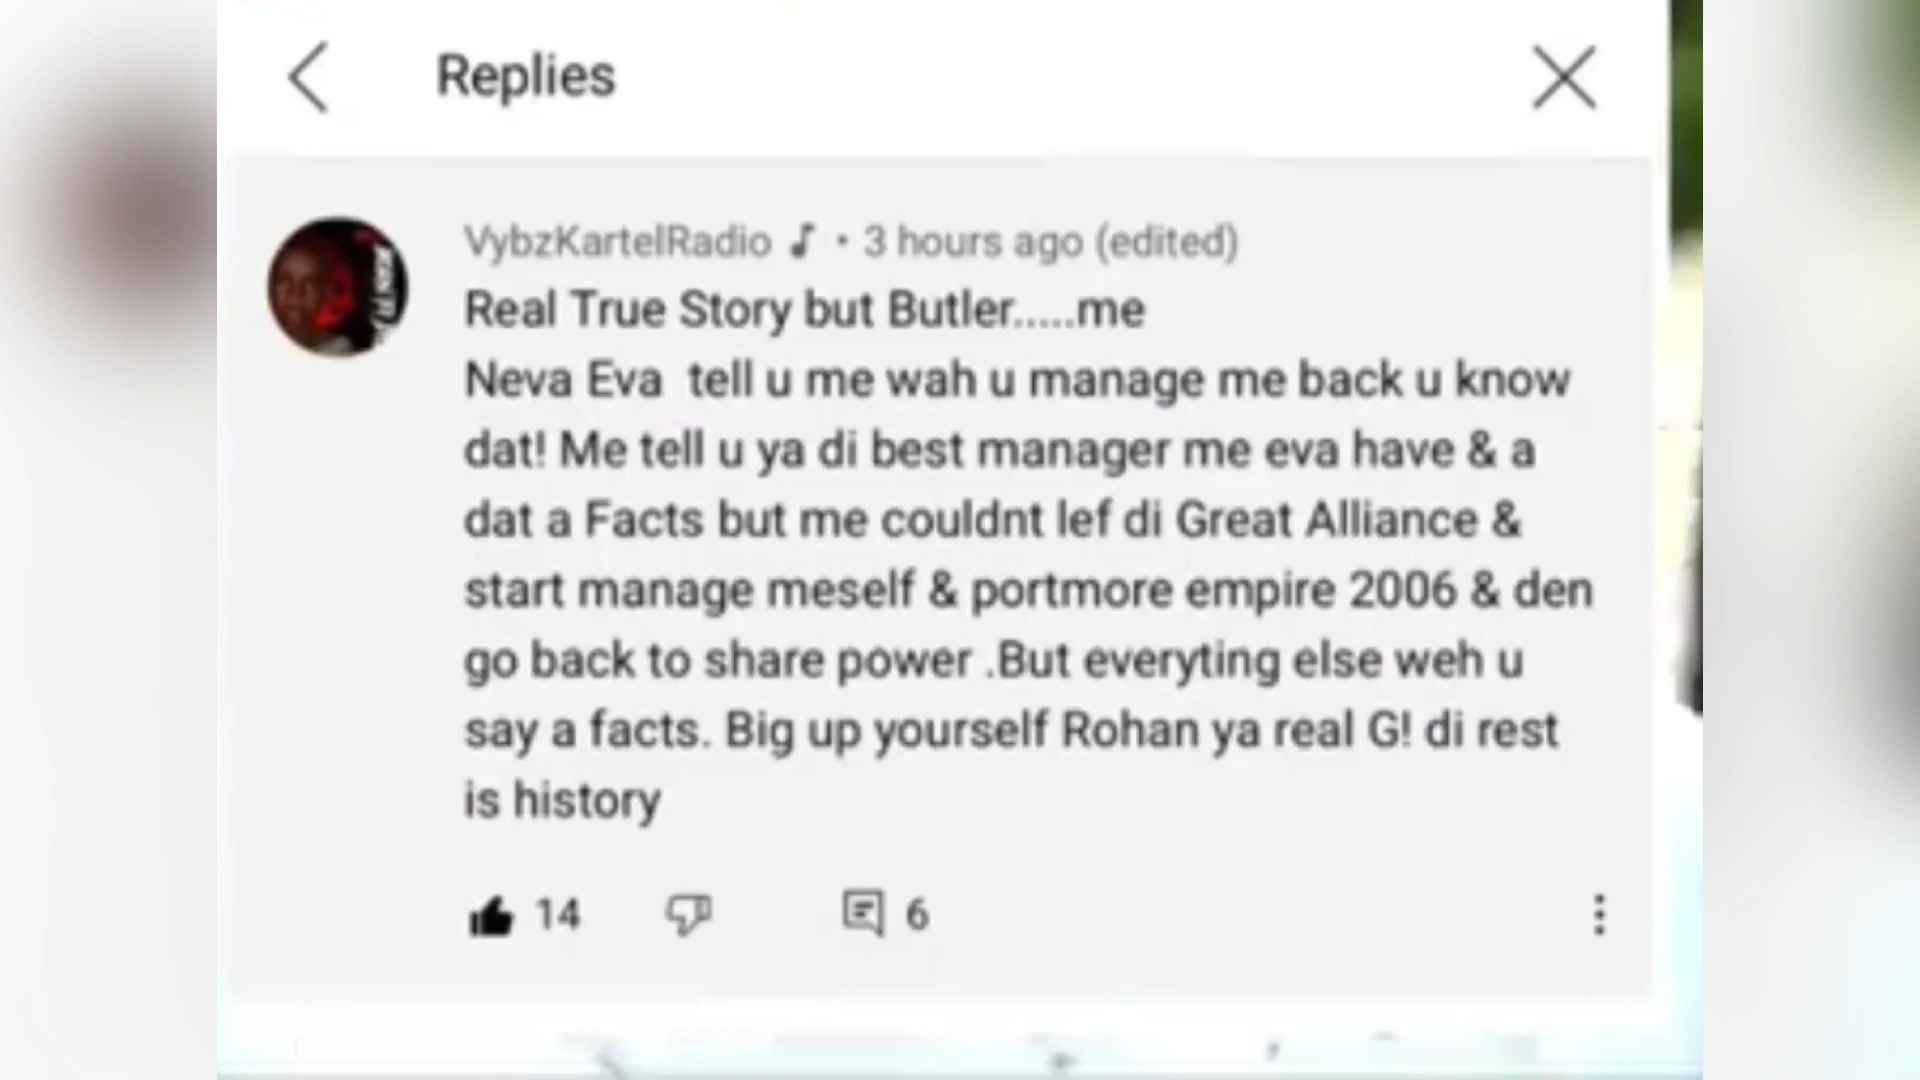 Replies
VybzKartelRadio ♪ • 3 hours ago (edited)
Real True Story but Butler.....me
Neva Eva  tell u me wah u manage me back u know
dat! Me tell u ya di best manager me eva have & a
dat a Facts but me couldnt lef di Great Alliance &
start manage meself & portmore empire 2006 & den
go back to share power .But everyting else weh u
say a facts. Big up yourself Rohan ya real G! di rest
is history
14
6